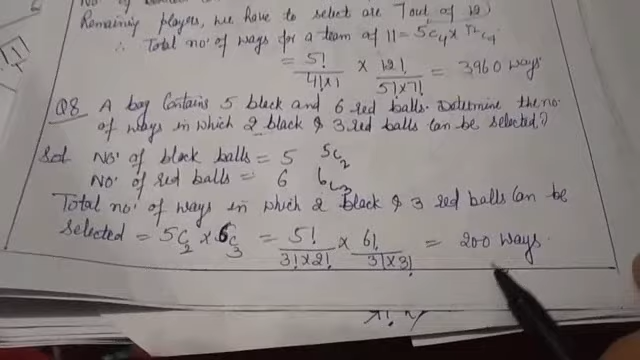 Remaining players, we have to select are 7 out of 12
∴ Total no' of ways for a team of 11 = 5C4 x 12C7
= 5! / 4! x 1 x 12! / 5! x 7! = 3960 ways
Q8 A bag Contains 5 black and 6 red balls. Determine the no.
of ways in which 2 black & 3 red balls can be selected.?
Sol No' of black balls = 5 5C2
No' of red balls = 6 6C3
Total no' of ways in which 2 black & 3 red balls Can be
selected = 5C2 x 6C3 = 5! / 3! x 2! x 6! / 3! x 3! = 200 ways.